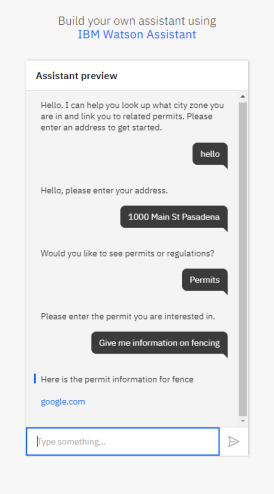 Build your own assistant using
IBM Watson Assistant
Assistant preview
Hello. I can help you look up what city zone you
are in and link you to related permits. Please
enter an address to get started.
hello
Hello, please enter your address.
1000 Main St Pasadena
Would you like to see permits or regulations?
Permits
Please enter the permit you are interested in.
Give me information on fencing
Here is the permit information for fence
google.com
Type something...